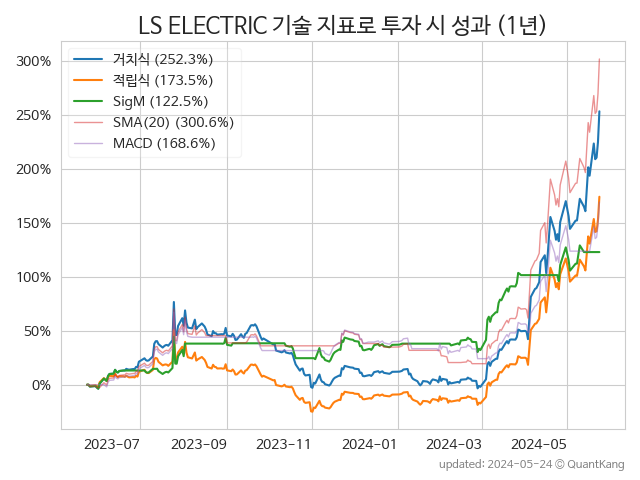 LS ELECTRIC 기술 지표로 투자 시 성과 (1년)
거치식 (252.3%)
적립식 (173.5%)
SigM (122.5%)
SMA(20) (300.6%)
MACD (168.6%)
300%
250%
200%
150%
100%
50%
0%
2023-07 2023-09 2023-11 2024-01 2024-03 2024-05
updated: 2024-05-24 © QuantKang